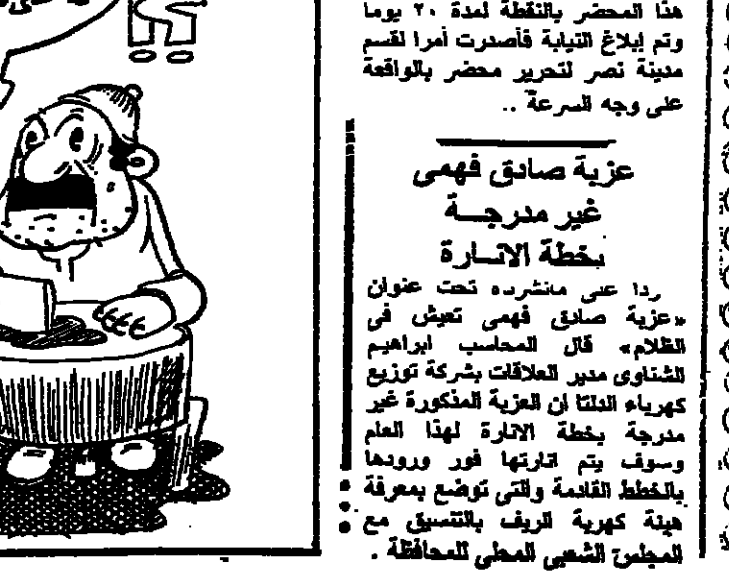 هذا المحضر بالنقطة لمدة ٢٠ يوما
وتم إبلاغ النيابة فأصدرت أمرا لقسم
مدينة نصر لتحرير محضر بالواقعة
على وجه السرعة ..
عزبة صادق فهمى
غير مدرجــة
بخطة الانــارة
ردا على مانشرده تحت عنوان
«عزبة صادق فهمى تعيش فى
الظلام» قال المحاسب ابراهيم
الشناوى مدير العلاقات بشركة توزيع
كهرباء الدلتا ان العزبة المذكورة غير
مدرجة بخطة الانارة لهذا العام
وسوف يتم انارتها فور ورودها
بالخطط القادمة والتى توضع بمعرفة
هيئة كهربة الريف بالتنسيق مع
المجلس الشعبى المحلى للمحافظة .